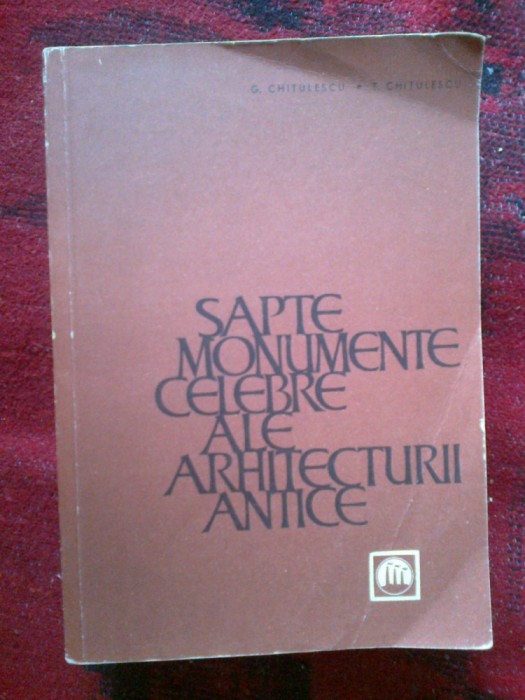 G. CHITULESCU • T. CHITULESCU
SAPTE
MONUMENTE
CELEBRE
ALE
ARHITECTURII
ANTICE